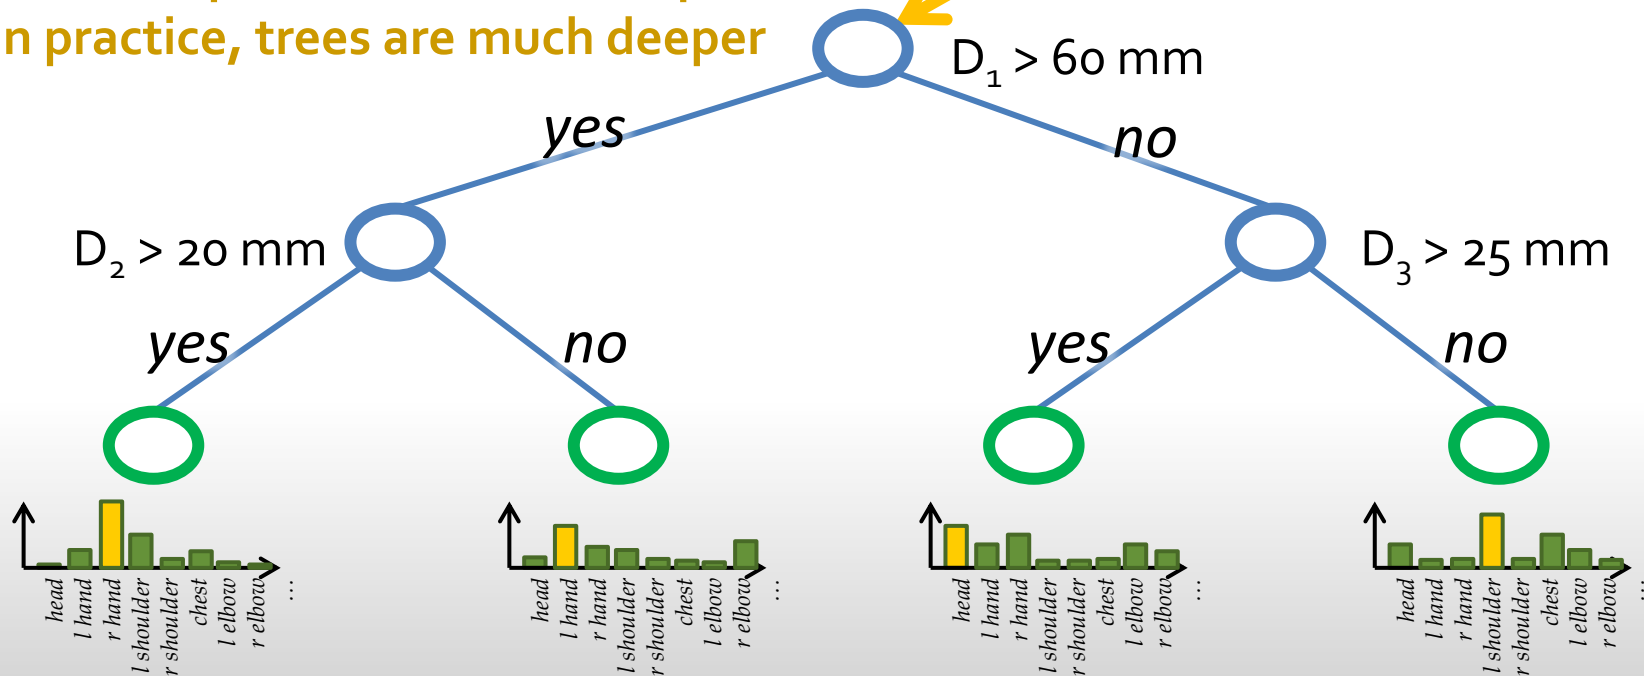 n practice, trees are much deeper
D1 > 60 mm
yes
no
D2 > 20 mm
D3 > 25 mm
yes
no
yes
no
head
l hand
r hand
l shoulder
r shoulder
chest
l elbow
r elbow
…
head
l hand
r hand
l shoulder
r shoulder
chest
l elbow
r elbow
…
head
l hand
r hand
l shoulder
r shoulder
chest
l elbow
r elbow
…
head
l hand
r hand
l shoulder
r shoulder
chest
l elbow
r elbow
…